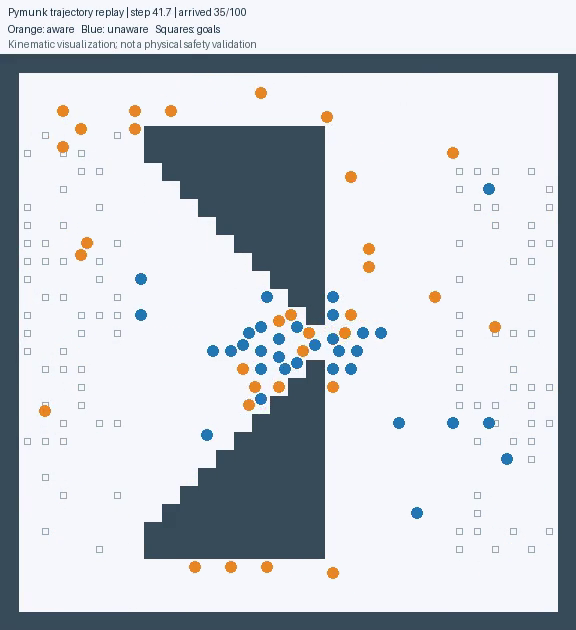 Pymunk trajectory replay | step 41.7 | arrived 35/100
Orange: aware  Blue: unaware  Squares: goals
Kinematic visualization; not a physical safety validation